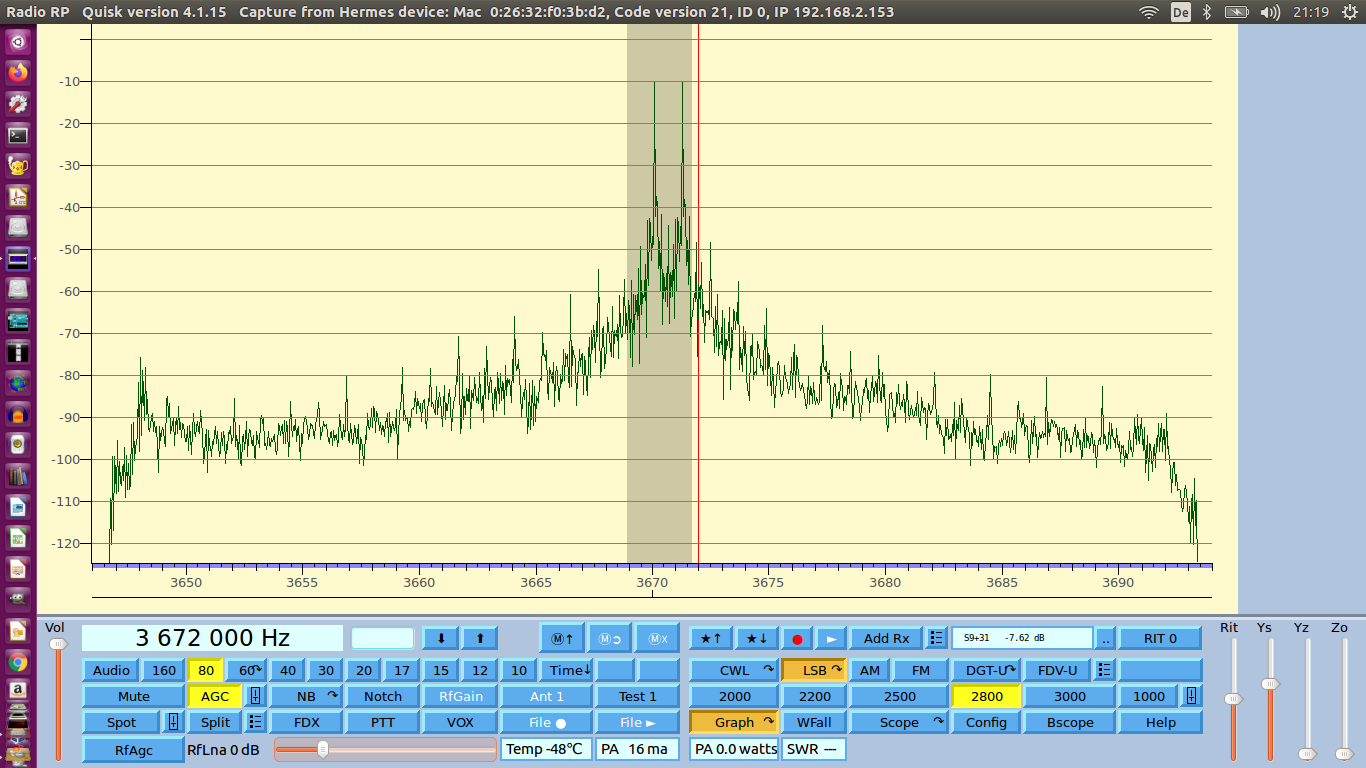 Radio RP Quisk version 4.1.15 Capture from Hermes device: Mac 0:26:32:f0:3b:d2, Code version 21, ID 0, IP 192.168.2.153 De 21:19
-10
-20
-30
-40
-50
-60
-70
-80
-90
-100
-110
-120
3650 3655 3660 3665 3670 3675 3680 3685 3690
Vol 3 672 000 Hz ⬇ ⬆ Ⓜ↑ Ⓜ➲ Ⓜx ★↑ ★↓ ● ► Add Rx S9+31 -7.62 dB .. RIT 0 Rit Ys Yz Zo
Audio 160 80 60↷ 40 30 20 17 15 12 10 Time↓ CWL ↷ LSB ↷ AM FM DGT-U↷ FDV-U
Mute AGC NB ↷ Notch RfGain Ant 1 Test 1 2000 2200 2500 2800 3000 1000
Spot Split FDX PTT VOX File ● File ► Graph ↷ WFall Scope ↷ Config Bscope Help
RfAgc RfLna 0 dB Temp -48°C PA 16 ma PA 0.0 watts SWR ---